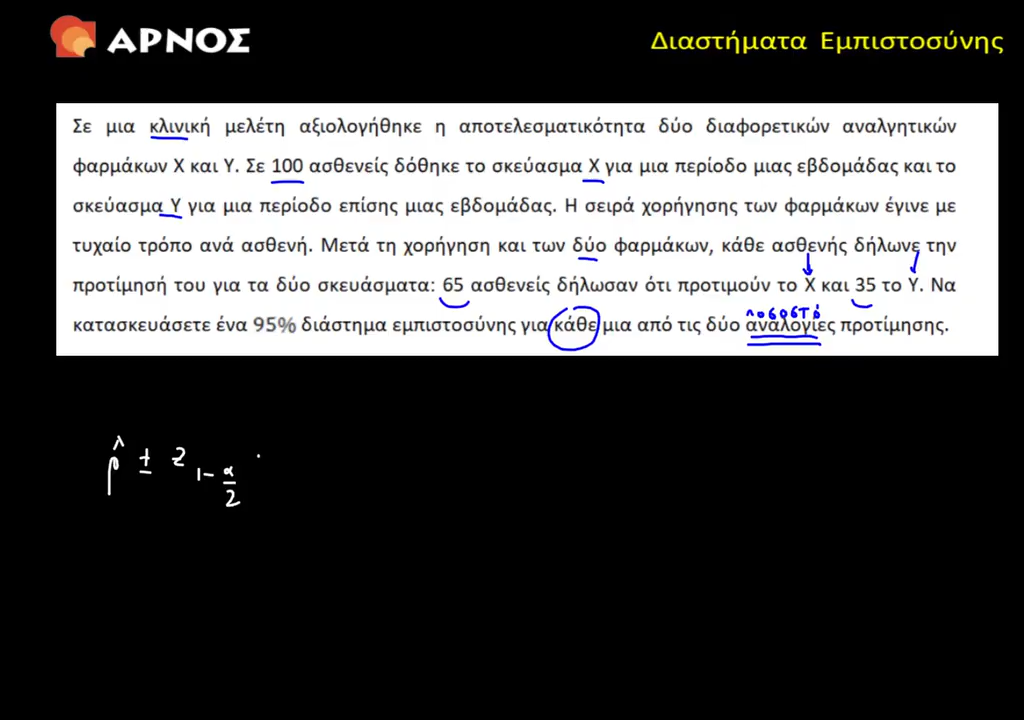 ΑΡΝΟΣ
Διαστήματα Εμπιστοσύνης
Σε μια κλινική μελέτη αξιολογήθηκε η αποτελεσματικότητα δύο διαφορετικών αναλγητικών
φαρμάκων Χ και Υ. Σε 100 ασθενείς δόθηκε το σκεύασμα Χ για μια περίοδο μιας εβδομάδας και το
σκεύασμα Υ για μια περίοδο επίσης μιας εβδομάδας. Η σειρά χορήγησης των φαρμάκων έγινε με
τυχαίο τρόπο ανά ασθενή. Μετά τη χορήγηση και των δύο φαρμάκων, κάθε ασθενής δήλωνε την
προτίμησή του για τα δύο σκευάσματα: 65 ασθενείς δήλωσαν ότι προτιμούν το Χ και 35 το Υ. Να
ποσοστό
κατασκευάσετε ένα 95% διάστημα εμπιστοσύνης για κάθε μια από τις δύο αναλογίες προτίμησης.
p̂ ± z 1-α/2 ·